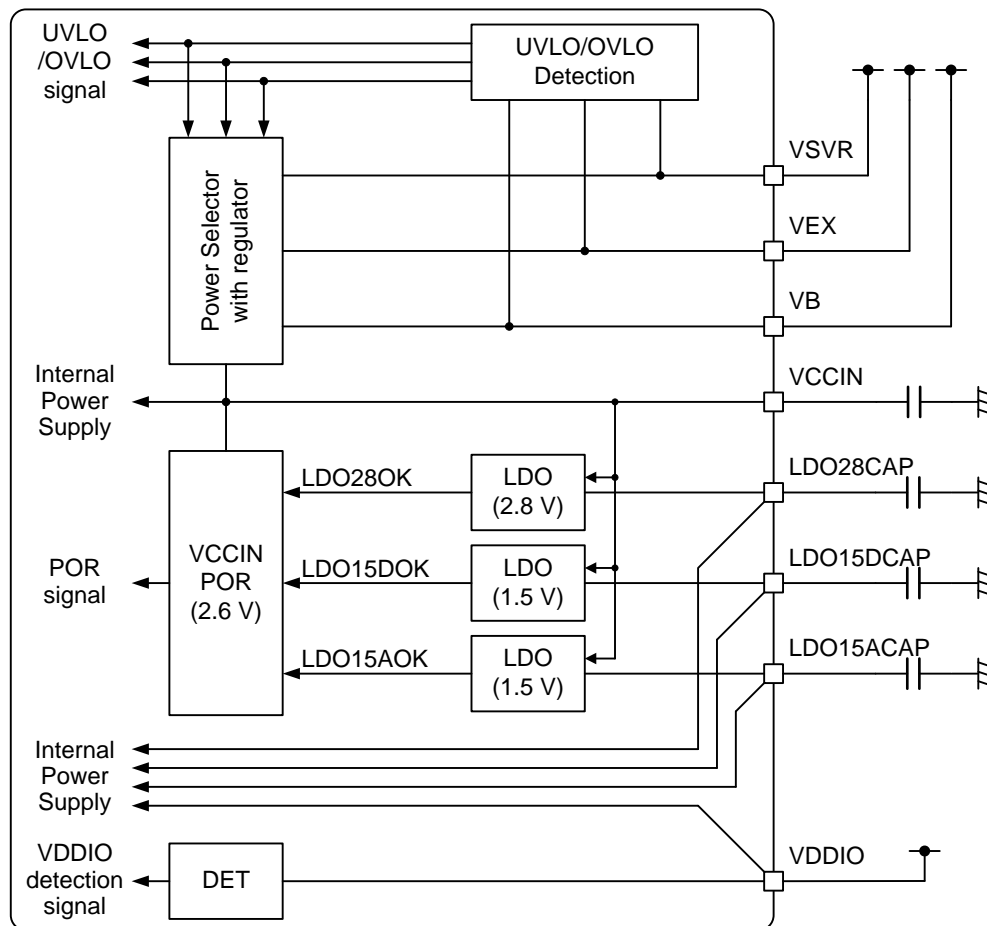 UVLO
/OVLO
signal
UVLO/OVLO
Detection
VSVR
VEX
VB
Power Selector
with regulator
Internal
Power
Supply
VCCIN
LDO28OK
LDO
(2.8 V)
LDO28CAP
POR
signal
VCCIN
POR
(2.6 V)
LDO15DOK
LDO
(1.5 V)
LDO15DCAP
LDO15AOK
LDO
(1.5 V)
LDO15ACAP
Internal
Power
Supply
VDDIO
detection
signal
DET
VDDIO